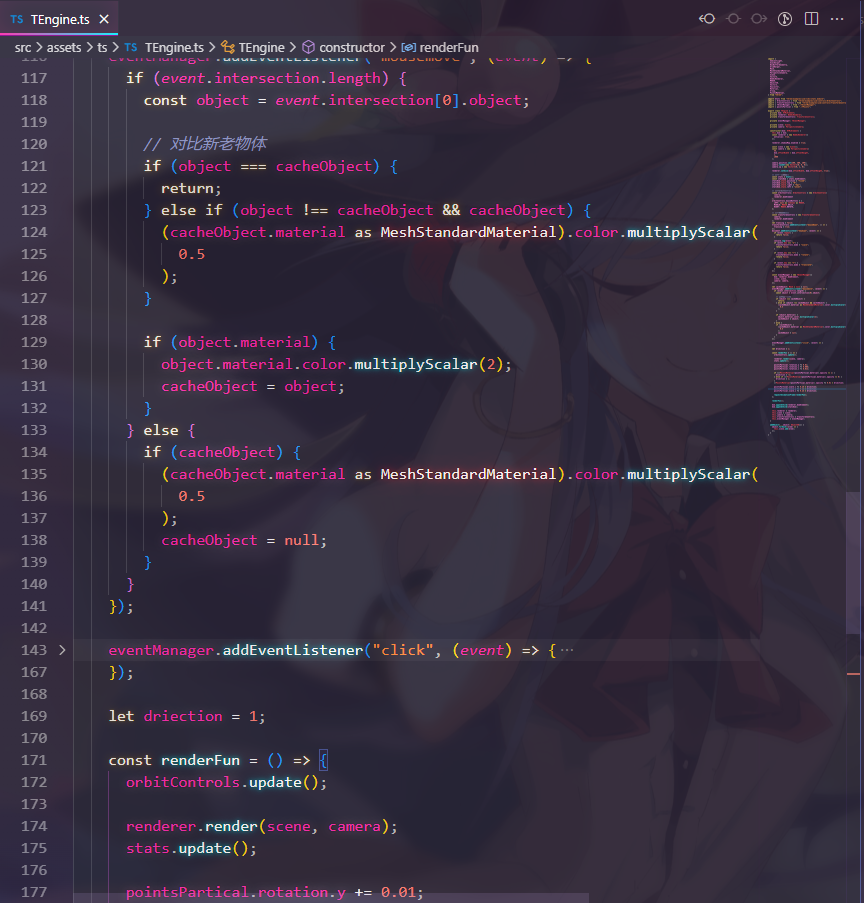 TS TEngine.ts
src > assets > ts > TS TEngine.ts > TEngine > constructor > renderFun
116 eventManager.addEventListener("mousemove", (event) => {
117 if (event.intersection.length) {
118 const object = event.intersection[0].object;
119
120 // 对比新老物体
121 if (object === cacheObject) {
122 return;
123 } else if (object !== cacheObject && cacheObject) {
124 (cacheObject.material as MeshStandardMaterial).color.multiplyScalar(
125 0.5
126 );
127 }
128
129 if (object.material) {
130 object.material.color.multiplyScalar(2);
131 cacheObject = object;
132 }
133 } else {
134 if (cacheObject) {
135 (cacheObject.material as MeshStandardMaterial).color.multiplyScalar(
136 0.5
137 );
138 cacheObject = null;
139 }
140 }
141 });
142
143 eventManager.addEventListener("click", (event) => {···
167 });
168
169 let driection = 1;
170
171 const renderFun = () => {
172 orbitControls.update();
173
174 renderer.render(scene, camera);
175 stats.update();
176
177 pointsPartical.rotation.y += 0.01;